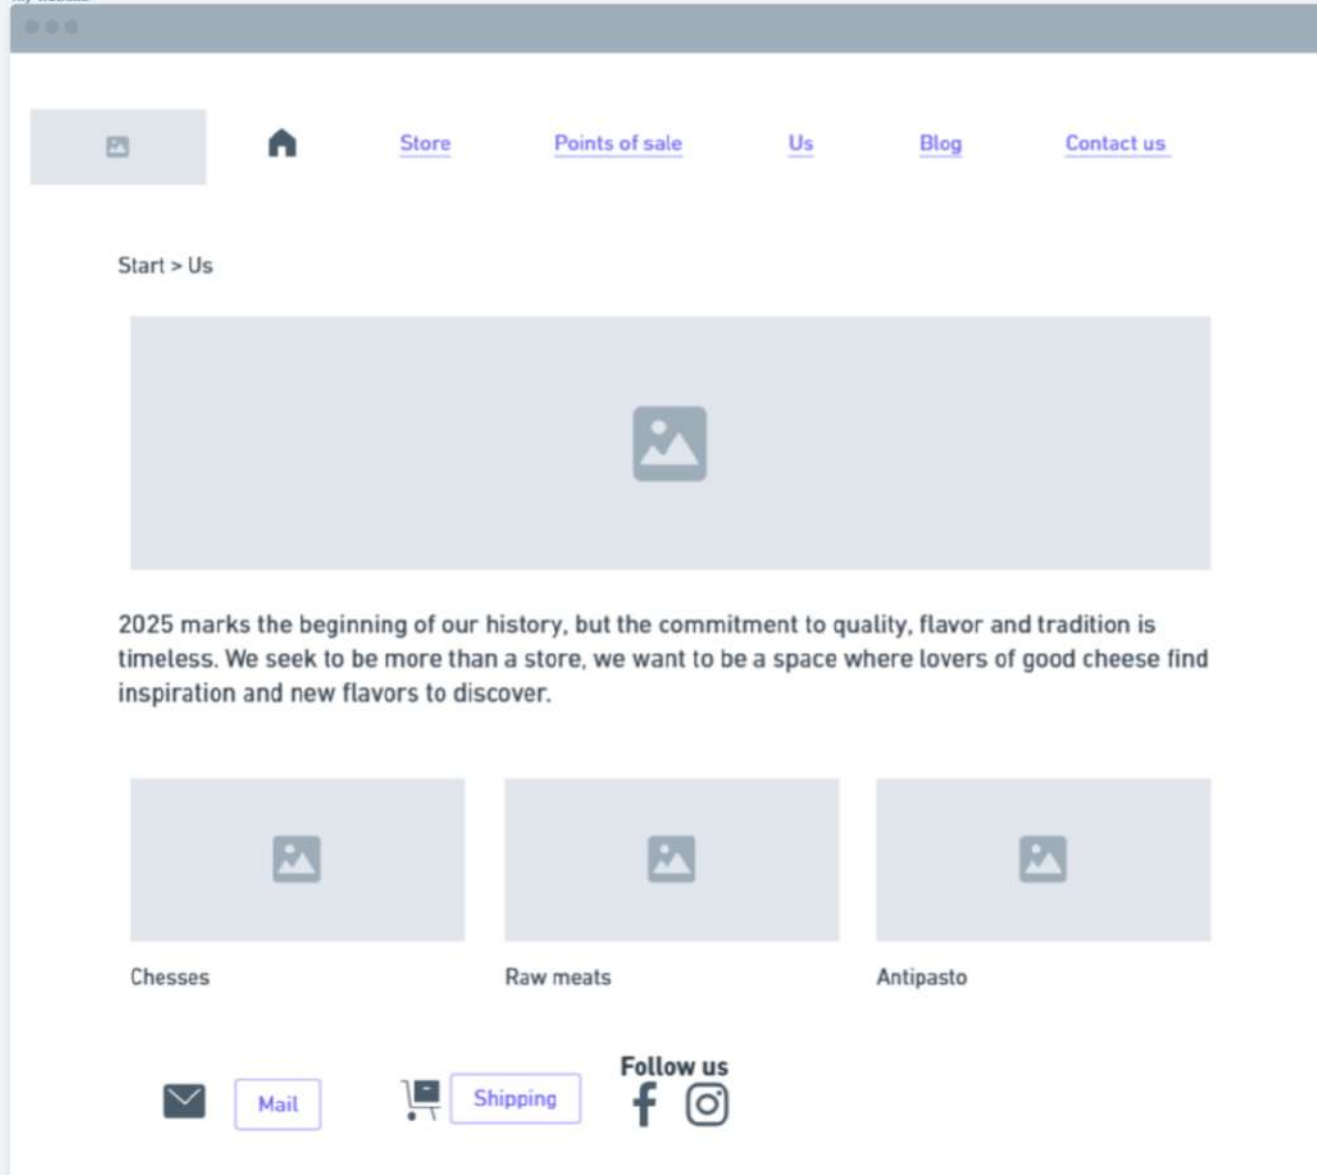 Store Points of sale Us Blog Contact us
Start > Us
2025 marks the beginning of our history, but the commitment to quality, flavor and tradition is
timeless. We seek to be more than a store, we want to be a space where lovers of good cheese find
inspiration and new flavors to discover.
Chesses Raw meats Antipasto
Follow us
Mail Shipping